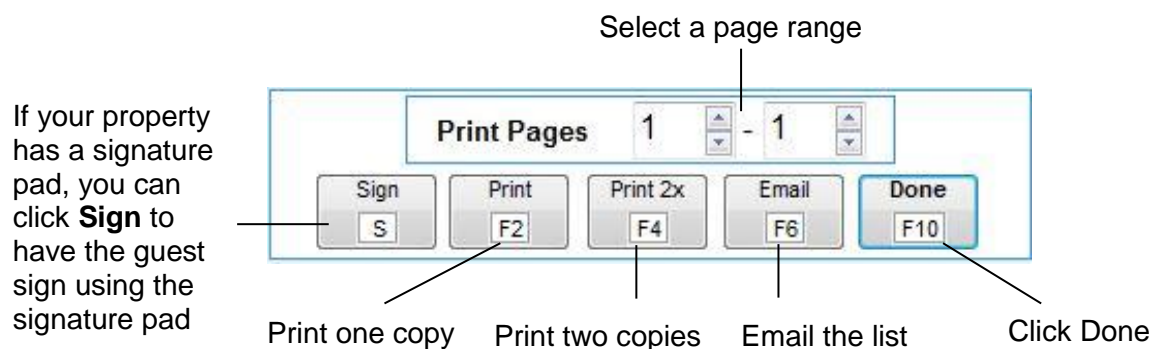 Select a page range
If your property
has a signature
pad, you can
click Sign to
have the guest
sign using the
signature pad
Print Pages 1 - 1
Sign Print Print 2x Email Done
S F2 F4 F6 F10
Print one copy Print two copies Email the list Click Done